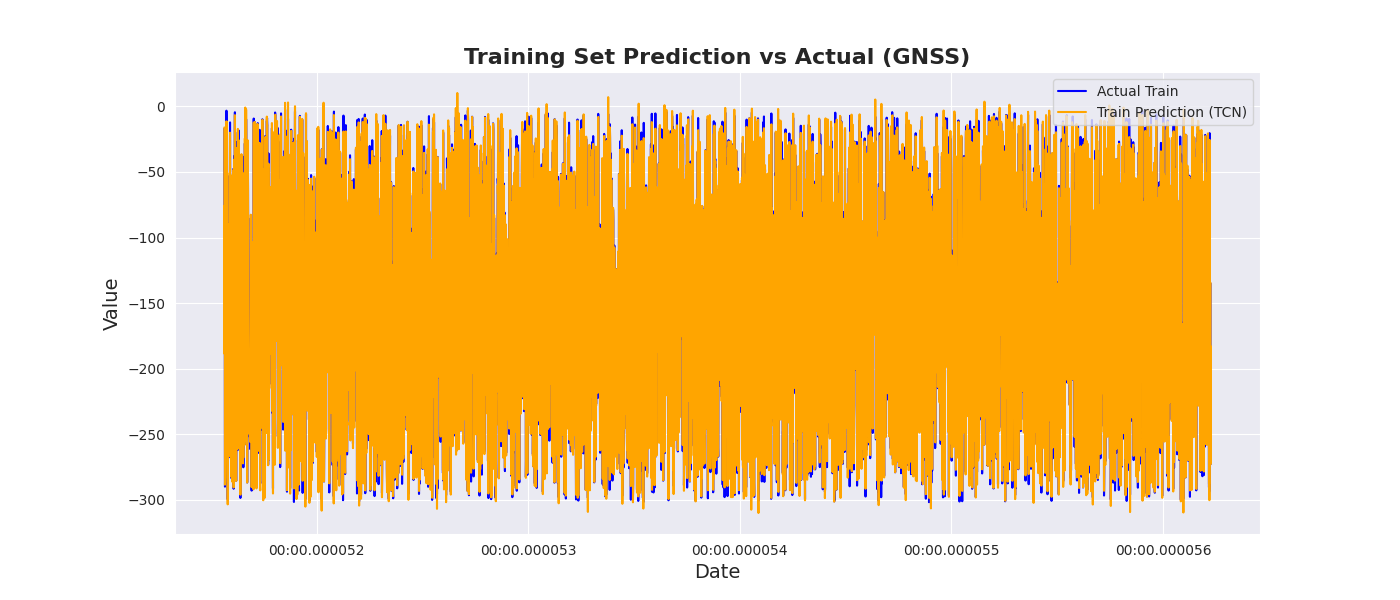 Training Set Prediction vs Actual (GNSS)
Actual Train
Train Prediction (TCN)
0
−50
−100
−150
−200
−250
−300
Value
00:00.000052
00:00.000053
00:00.000054
00:00.000055
00:00.000056
Date